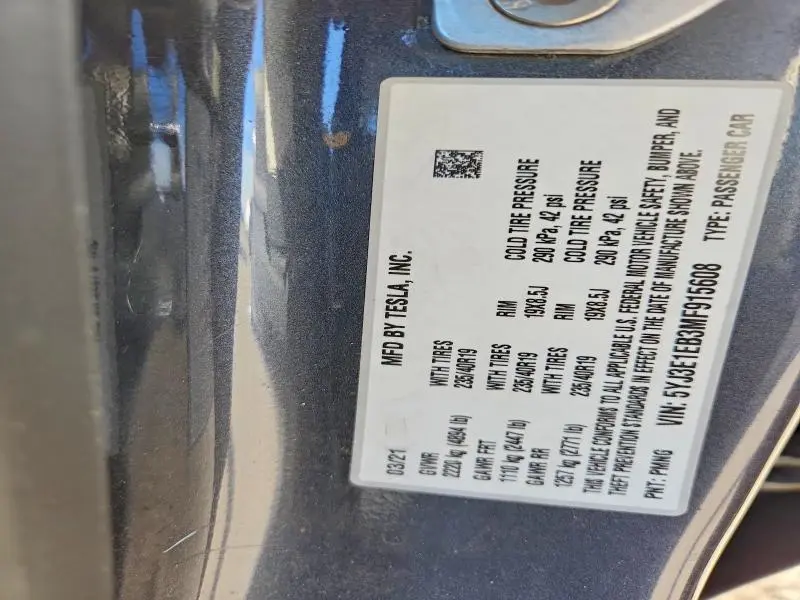 MFD BY TESLA, INC.
03/21
GVWR WITH TIRES RIM COLD TIRE PRESSURE
2220 kg (4894 lb) 235/40R19 19X8.5J 290 kPa, 42 psi
GAWR FRT WITH TIRES RIM COLD TIRE PRESSURE
1110 kg (2447 lb) 235/40R19 19X8.5J 290 kPa, 42 psi
GAWR RR WITH TIRES
1257 kg (2771 lb) 235/40R19
THIS VEHICLE CONFORMS TO ALL APPLICABLE U.S. FEDERAL MOTOR VEHICLE SAFETY, BUMPER, AND
THEFT PREVENTION STANDARDS IN EFFECT ON THE DATE OF MANUFACTURE SHOWN ABOVE.
PNT: PMNG VIN: 5YJ3E1EB3MF915608 TYPE: PASSENGER CAR